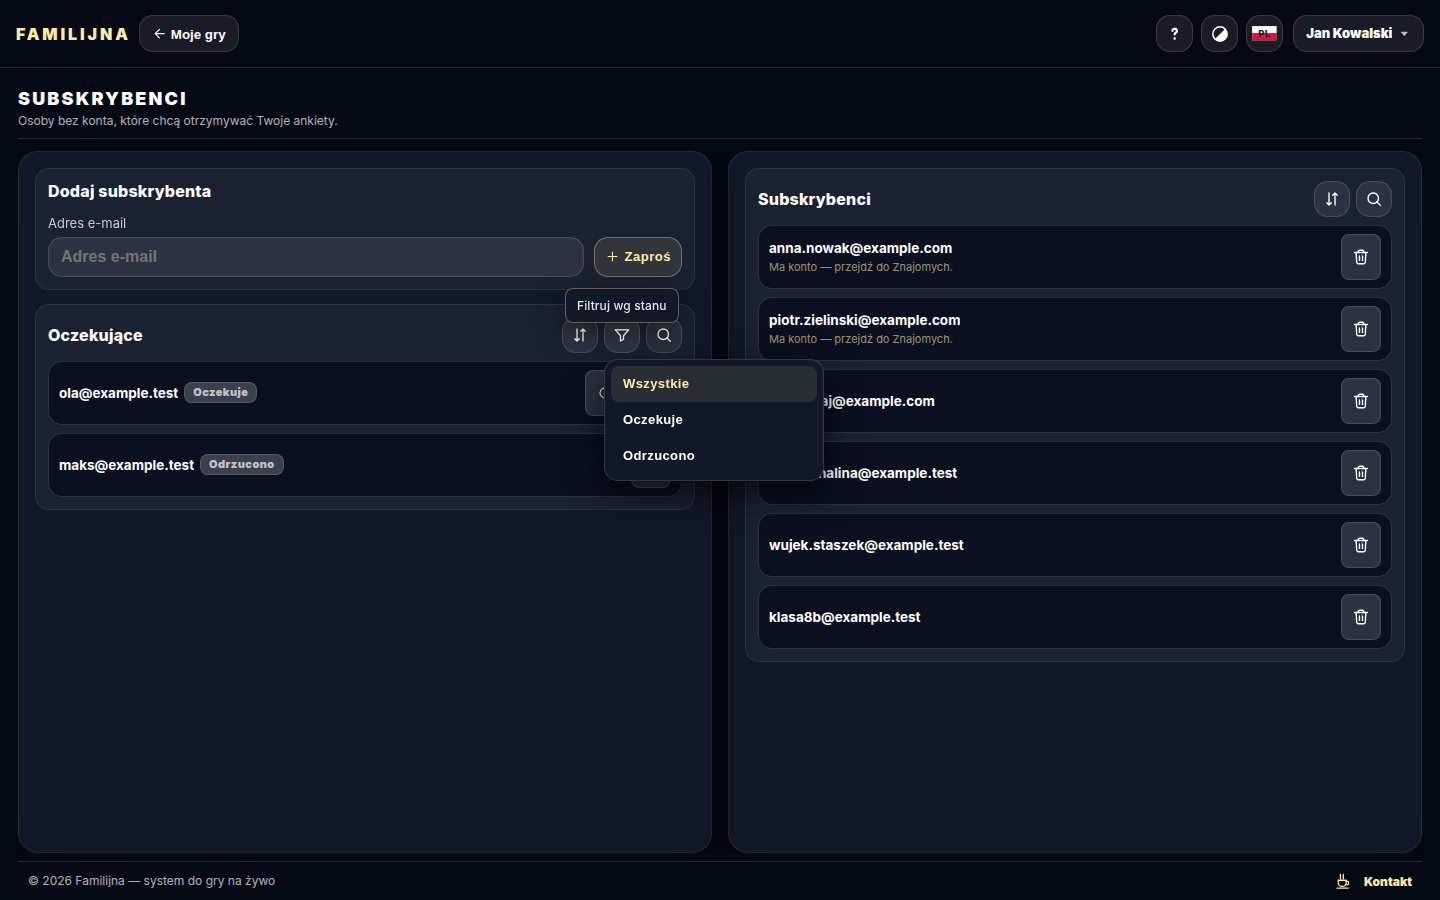 FAMILIJNA
Moje gry
?
PL
Jan Kowalski
SUBSKRYBENCI
Osoby bez konta, które chcą otrzymywać Twoje ankiety.
Dodaj subskrybenta
Adres e-mail
Adres e-mail
Zaproś
Filtruj wg stanu
Oczekujące
ola@example.test Oczekuje
maks@example.test Odrzucono
Wszystkie
Oczekuje
Odrzucono
Subskrybenci
anna.nowak@example.com
Ma konto — przejdź do Znajomych.
piotr.zielinski@example.com
Ma konto — przejdź do Znajomych.
j@example.com
alina@example.test
wujek.staszek@example.test
klasa8b@example.test
© 2026 Familijna — system do gry na żywo
Kontakt